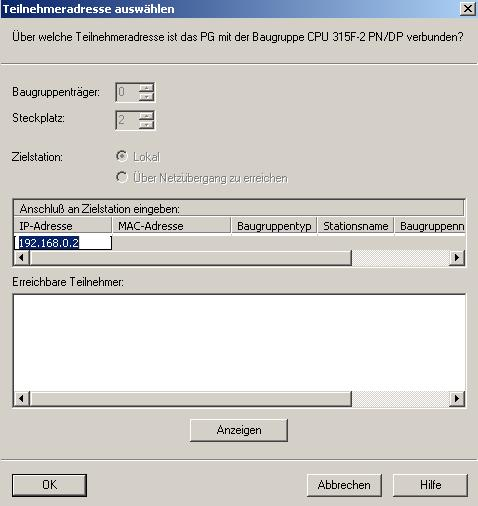 Teilnehmeradresse auswählen
Über welche Teilnehmeradresse ist das PG mit der Baugruppe CPU 315F-2 PN/DP verbunden?
Baugruppenträger: 0
Steckplatz: 2
Zielstation: Lokal
Über Netzübergang zu erreichen
Anschluß an Zielstation eingeben:
IP-Adresse MAC-Adresse Baugruppentyp Stationsname Baugruppenn
192.168.0.2
Erreichbare Teilnehmer:
Anzeigen
OK Abbrechen Hilfe